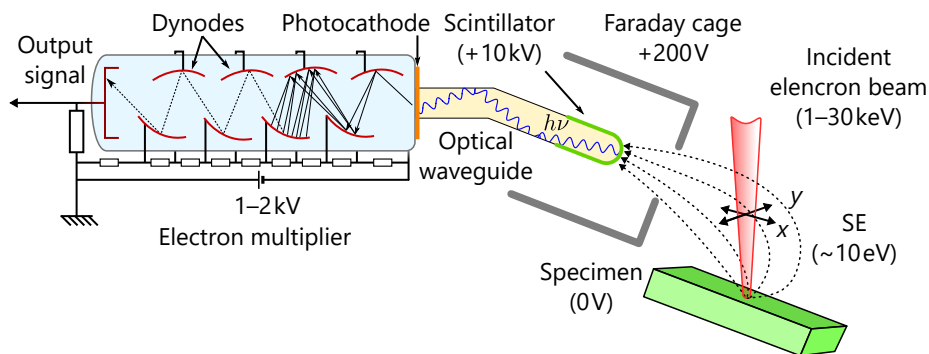 Output
signal
Dynodes
Photocathode
Scintillator
(+10kV)
Faraday cage
+200V
Incident
elencron beam
(1–30keV)
hν
Optical
waveguide
1–2kV
Electron multiplier
y
x
SE
(~10eV)
Specimen
(0V)